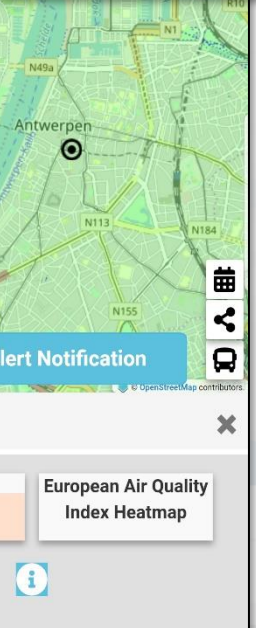 R10
N1
N49a
Antwerpen
N113
N184
N155
lert Notification
© OpenStreetMap contributors.
European Air Quality
Index Heatmap